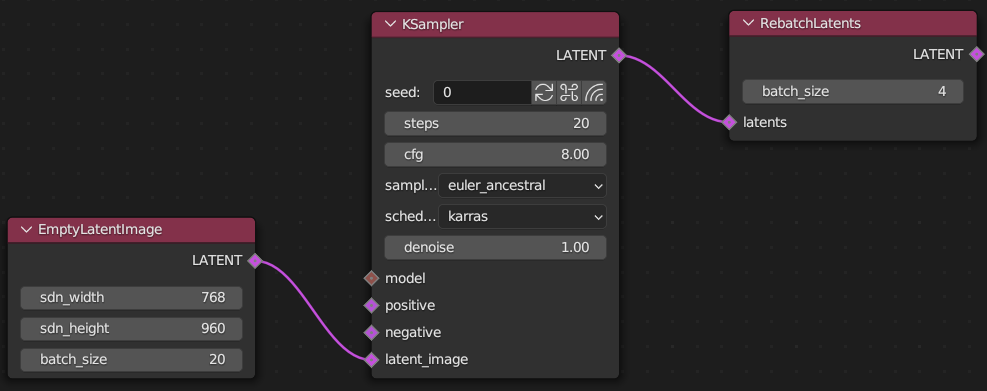 EmptyLatentImage
LATENT
sdn_width 768
sdn_height 960
batch_size 20
KSampler
LATENT
seed: 0
steps 20
cfg 8.00
sampl... euler_ancestral
sched... karras
denoise 1.00
model
positive
negative
latent_image
RebatchLatents
LATENT
batch_size 4
latents